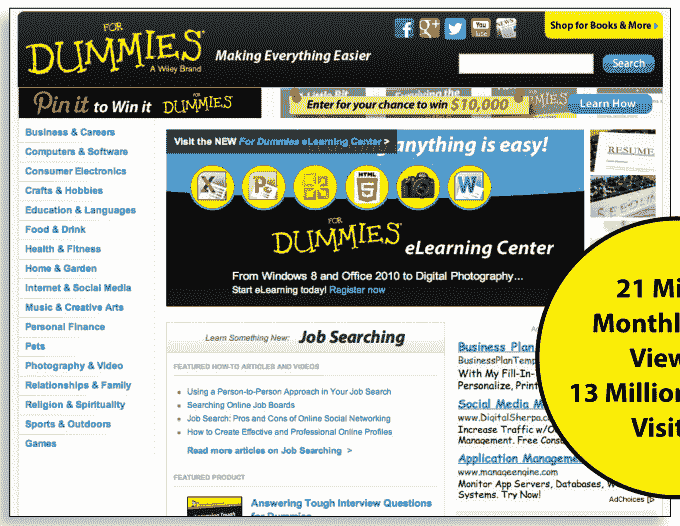 FOR
DUMMIES
A Wiley Brand
Making Everything Easier
Shop for Books & More
Search
Pin it to Win it DUMMIES
Enter for your chance to win $10,000
Learn How
Business & Careers
Computers & Software
Consumer Electronics
Crafts & Hobbies
Education & Languages
Food & Drink
Health & Fitness
Home & Garden
Internet & Social Media
Music & Creative Arts
Personal Finance
Pets
Photography & Video
Relationships & Family
Religion & Spirituality
Sports & Outdoors
Games
Visit the NEW For Dummies eLearning Center >
anything is easy!
HTML
5
FOR
DUMMIES eLearning Center
From Windows 8 and Office 2010 to Digital Photography...
Start eLearning today! Register now
RESUME
Learn Something New: Job Searching
FEATURED HOW-TO ARTICLES AND VIDEOS
Using a Person-to-Person Approach in Your Job Search
Searching Online Job Boards
Job Search: Pros and Cons of Online Social Networking
How to Create Effective and Professional Online Profiles
Read more articles on Job Searching >
FEATURED PRODUCT
Answering Tough Interview Questions
for Dummies
Business Plan
BusinessPlanTemp
With My Fill-In-
Personalize, Print
Social Media M
www.DigitalSherpa.c
Increase Traffic w/O
Management. Free Cons
Application Managem
www.manageengine.com
Monitor App Servers, Databases, W
Systems. Try Now!
AdChoices
21 Mi
Monthl
View
13 Million
Visit